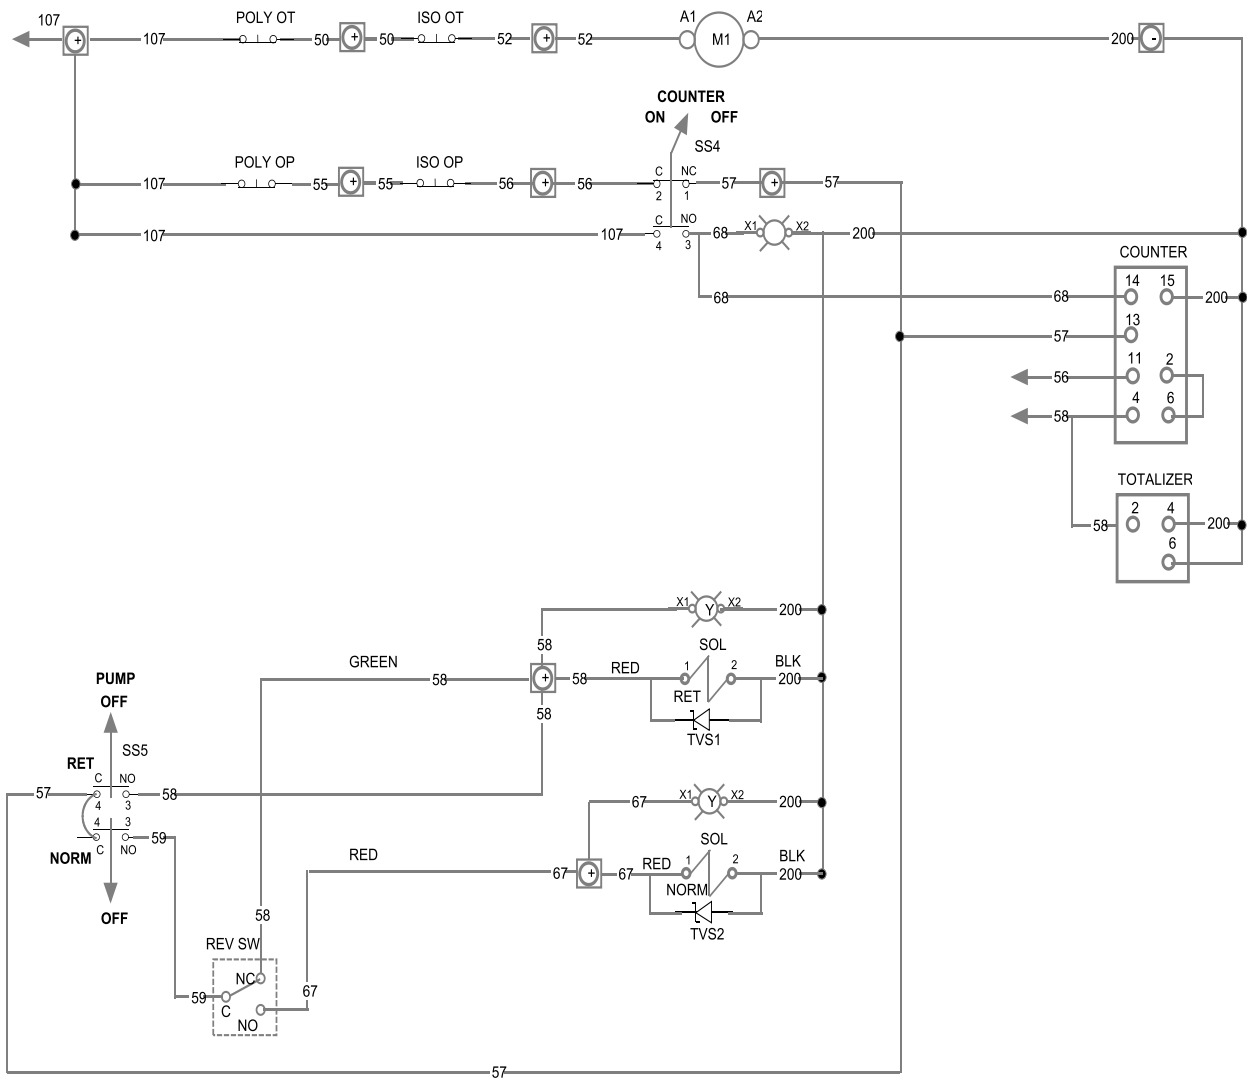 107 + 107 POLY OT 50 + 50 ISO OT 52 + 52 A1 M1 A2 200 -
COUNTER
ON OFF
SS4
107 POLY OP 55 + 55 ISO OP 56 + 56 C NC 57 + 57
2 1
107 107 C NO 68 X1 X2 200
4 3
COUNTER
14 15
68 68 200
13
57
11 2
56
4 6
58
TOTALIZER
2 4
58 200
6
X1 Y X2 200
58
SOL
GREEN 58 + 58 RED 1 2 BLK
200
RET
58
TVS1
PUMP
OFF
SS5
RET
C NO
57 58
4 3
4 3
59
NORM C NO
OFF
67 X1 Y X2 200
SOL
RED 67 + 67 RED 1 2 BLK
200
NORM
TVS2
58
REV SW
NC
59 67
C
NO
57